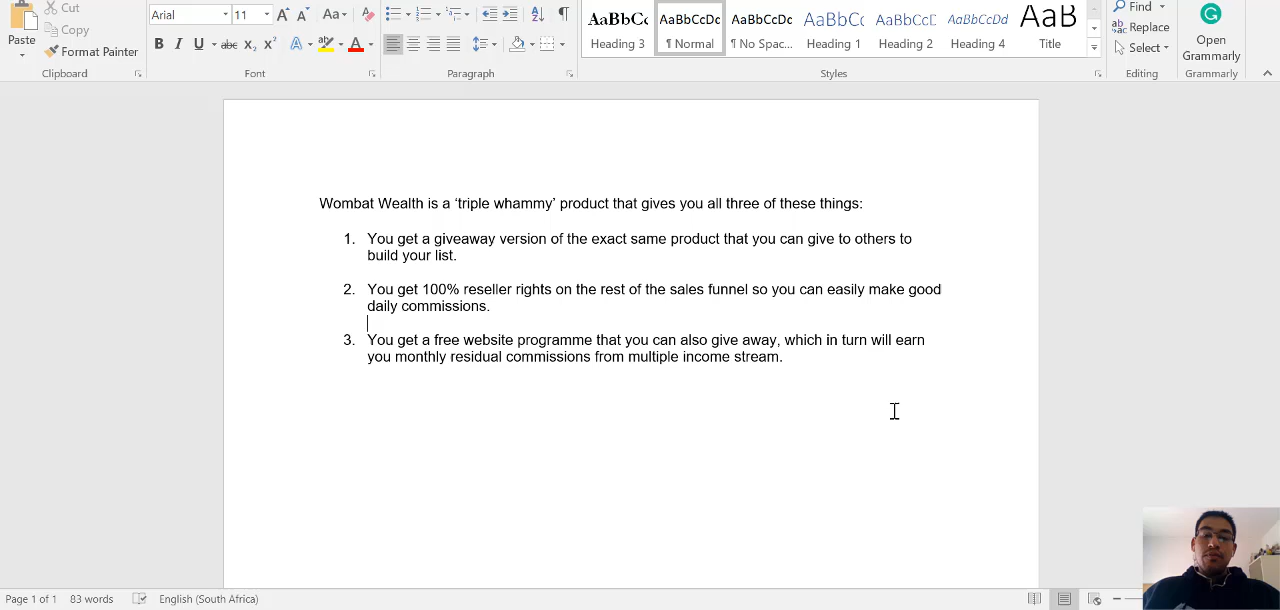 Cut
Copy
Paste
Format Painter
Clipboard
Arial
11
Aa
B I U abc X₂ X²
A
A
Font
Paragraph
AaBbCc AaBbCcDc AaBbCcDc AaBbCc AaBbCcD AaBbCcDd AaB
Heading 3 ¶ Normal ¶ No Spac... Heading 1 Heading 2 Heading 4 Title
Styles
Find
Replace
Select
Editing
Open
Grammarly
Grammarly
Wombat Wealth is a ‘triple whammy’ product that gives you all three of these things:
1. You get a giveaway version of the exact same product that you can give to others to
build your list.
2. You get 100% reseller rights on the rest of the sales funnel so you can easily make good
daily commissions.
3. You get a free website programme that you can also give away, which in turn will earn
you monthly residual commissions from multiple income stream.
Page 1 of 1 83 words English (South Africa)